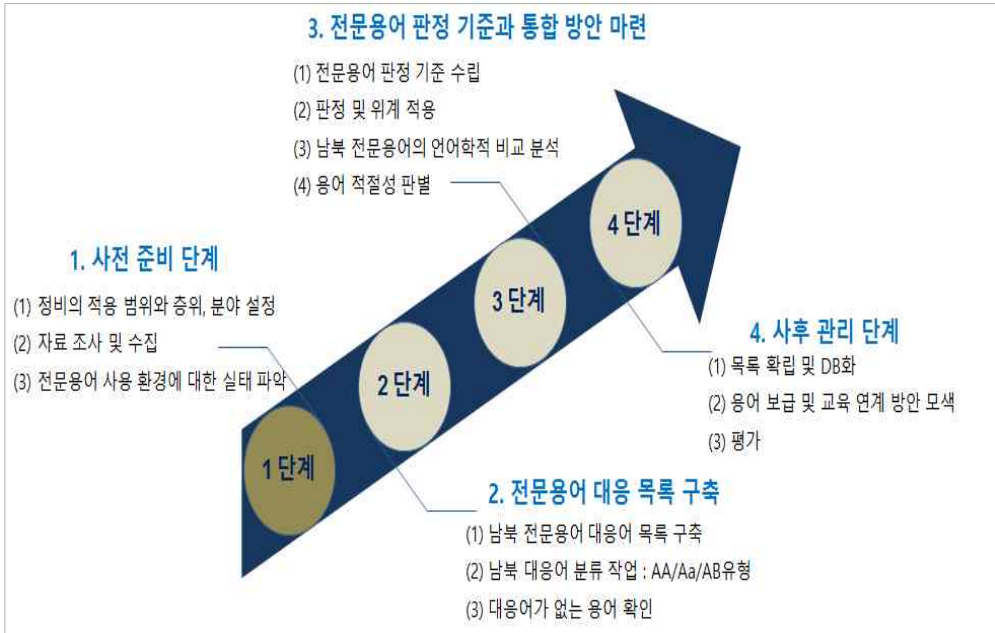 3. 전문용어 판정 기준과 통합 방안 마련
(1) 전문용어 판정 기준 수립
(2) 판정 및 위계 적용
(3) 남북 전문용어의 언어학적 비교 분석
(4) 용어 적절성 판별
1. 사전 준비 단계
(1) 정비의 적용 범위와 층위, 분야 설정
(2) 자료 조사 및 수집
(3) 전문용어 사용 환경에 대한 실태 파악
4 단계
3 단계
2 단계
1 단계
4. 사후 관리 단계
(1) 목록 확립 및 DB화
(2) 용어 보급 및 교육 연계 방안 모색
(3) 평가
2. 전문용어 대응 목록 구축
(1) 남북 전문용어 대응어 목록 구축
(2) 남북 대응어 분류 작업 : AA/Aa/AB유형
(3) 대응어가 없는 용어 확인